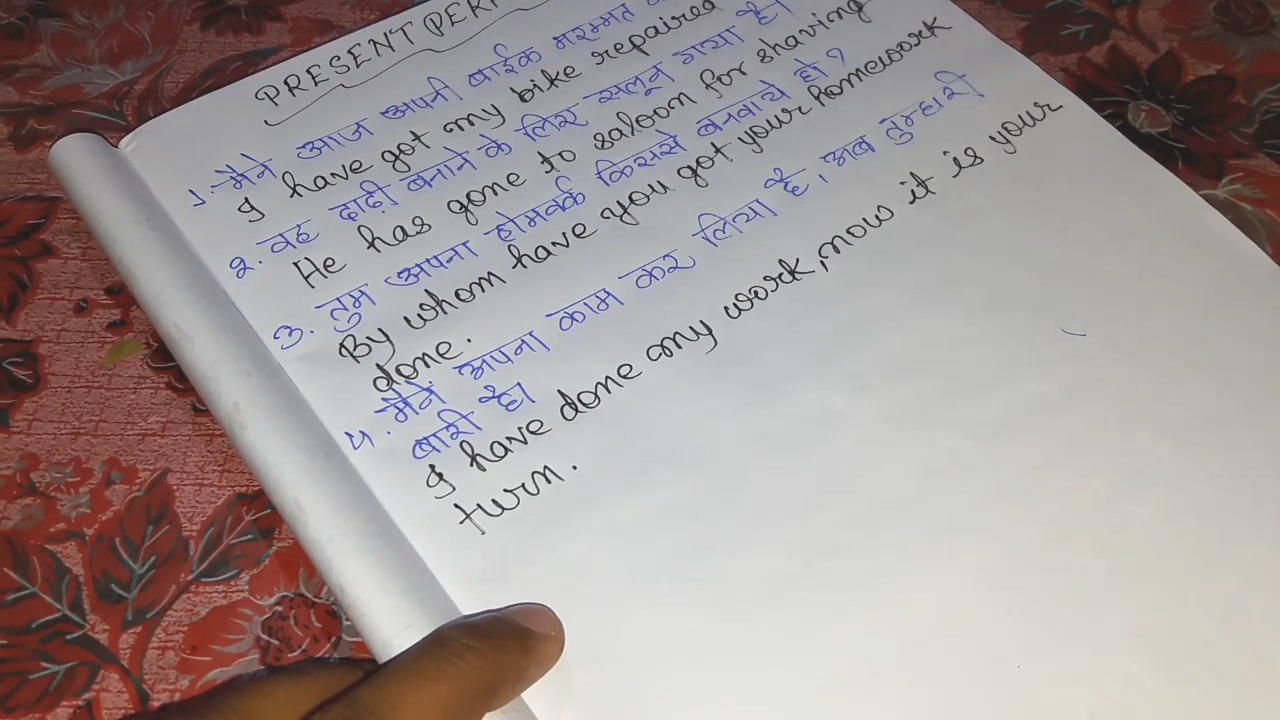 PRESENT
1. मैने आज अपनी बाईक मरम्मत
I have got my bike repaired
2. वह दाढ़ी बनाने के लिए सलून गया है।
He has gone to saloon for shaving
3. तुम अपना होमवर्क किससे बनवाये हो?
By whom have you got your homework
done.
4. मैनें अपना काम कर लिया है, अब तुम्हारी
बारी है।
I have done my work, now it is your
turn.